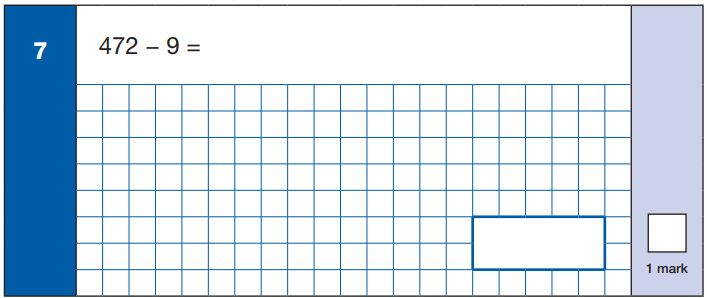 7
472 – 9 =
1 mark